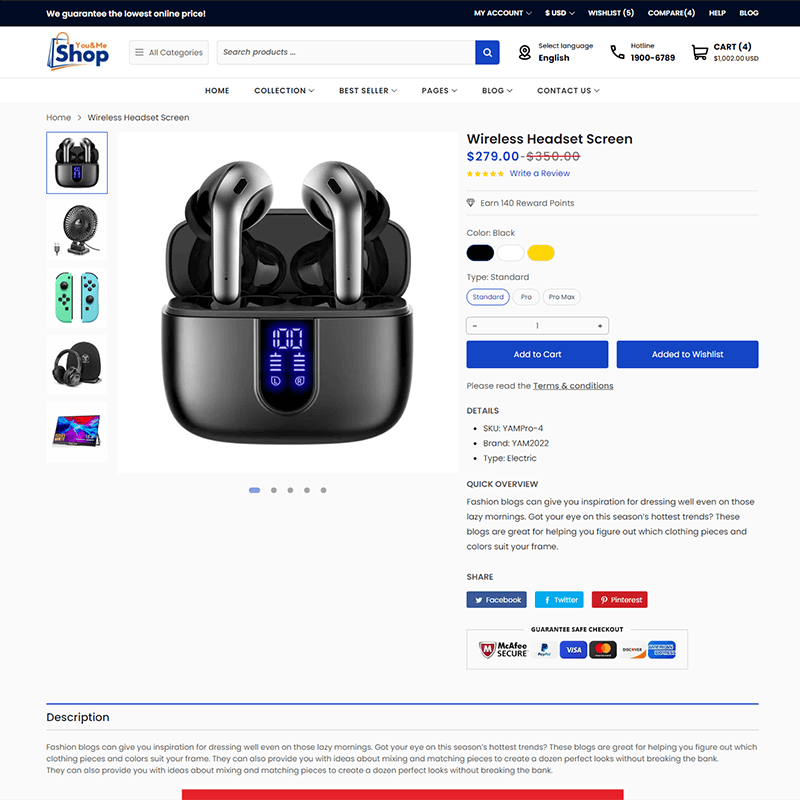 We guarantee the lowest online price!
MY ACCOUNT
$ USD
WISHLIST (5)
COMPARE(4)
HELP
BLOG
You&Me
Shop
All Categories
Search products ...
Select language
English
Hotline
1900-6789
CART (4)
$1,002.00 USD
HOME
COLLECTION
BEST SELLER
PAGES
BLOG
CONTACT US
Home > Wireless Headset Screen
100
L R
Wireless Headset Screen
$279.00-$350.00
Write a Review
Earn 140 Reward Points
Color: Black
Type: Standard
Standard
Pro
Pro Max
- 1 +
Add to Cart
Added to Wishlist
Please read the Terms & conditions
DETAILS
• SKU: YAMPro-4
• Brand: YAM2022
• Type: Electric
QUICK OVERVIEW
Fashion blogs can give you inspiration for dressing well even on those
lazy mornings. Got your eye on this season's hottest trends? These
blogs are great for helping you figure out which clothing pieces and
colors suit your frame.
SHARE
Facebook
Twitter
Pinterest
GUARANTEE SAFE CHECKOUT
McAfee
SECURE
PayPal
VISA
mastercard
DISCOVER
AMERICAN
EXPRESS
Description
Fashion blogs can give you inspiration for dressing well even on those lazy mornings. Got your eye on this season's hottest trends? These blogs are great for helping you figure out which
clothing pieces and colors suit your frame. They can also provide you with ideas about mixing and matching pieces to create a dozen perfect looks without breaking the bank.
They can also provide you with ideas about mixing and matching pieces to create a dozen perfect looks without breaking the bank.